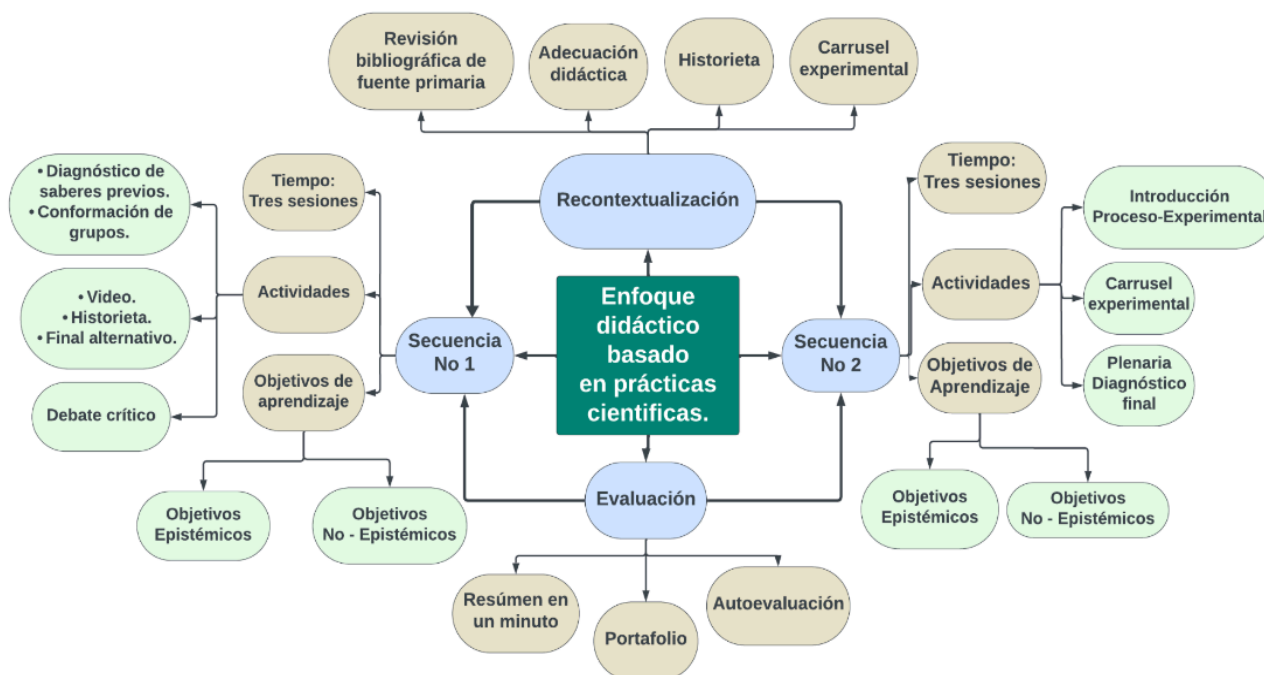 Revisión
bibliográfica de
fuente primaria
Adecuación
didáctica
Historieta
Carrusel
experimental
• Diagnóstico de
saberes previos.
• Conformación de
grupos.
Tiempo:
Tres sesiones
Recontextualización
Tiempo:
Tres sesiones
Introducción
Proceso-Experimental
• Video.
• Historieta.
• Final alternativo.
Actividades
Enfoque
didáctico
basado
en prácticas
cientificas.
Actividades
Carrusel
experimental
Secuencia
No 1
Secuencia
No 2
Debate crítico
Objetivos de
aprendizaje
Objetivos de
Aprendizaje
Plenaria
Diagnóstico
final
Objetivos
Epistémicos
Objetivos
No - Epistémicos
Evaluación
Objetivos
Epistémicos
Objetivos
No - Epistémicos
Resúmen en
un minuto
Portafolio
Autoevaluación